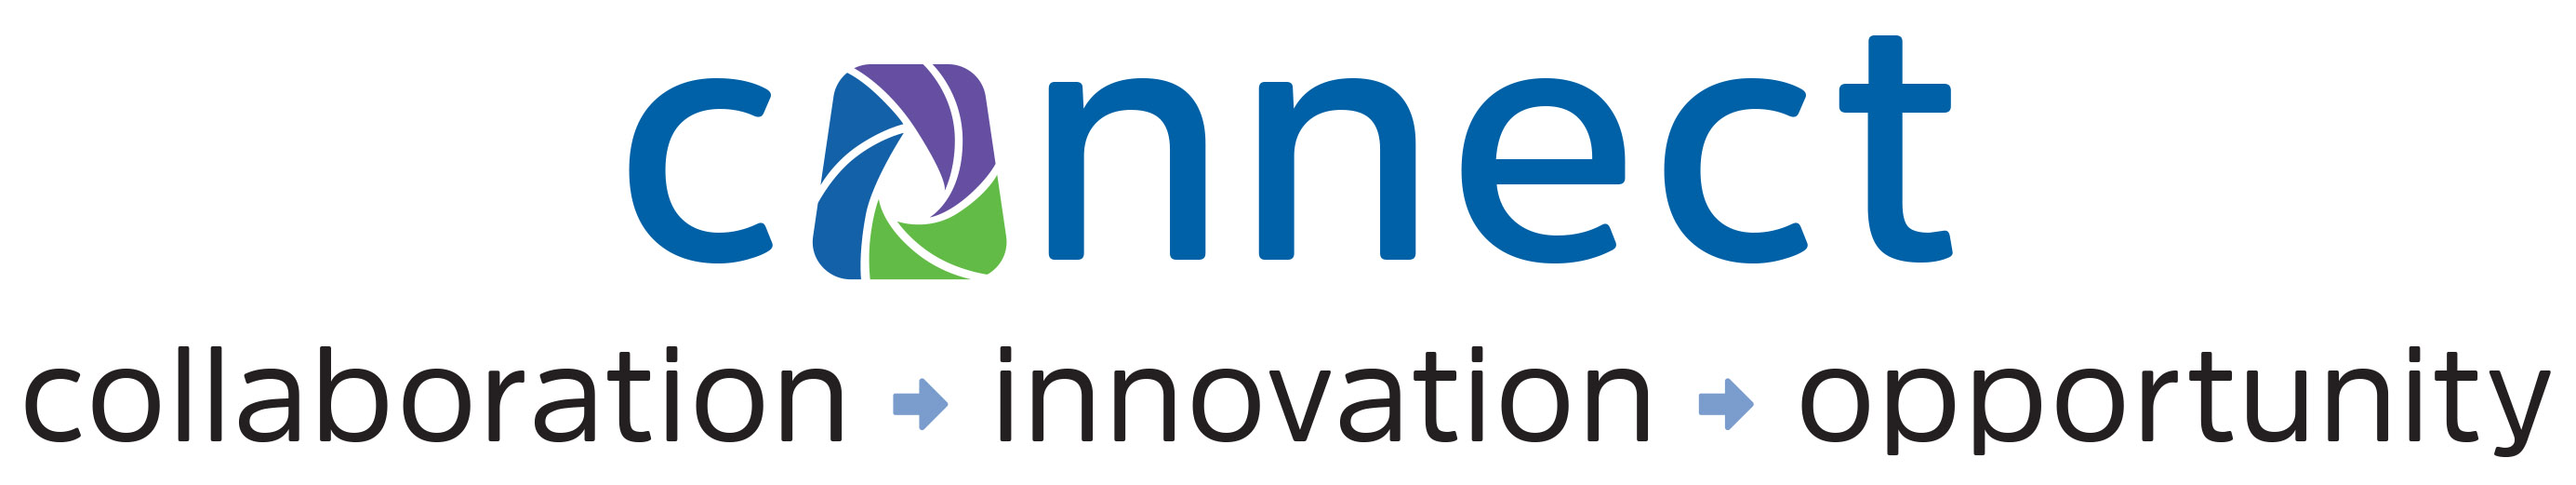 connect
collaboration → innovation → opportunity